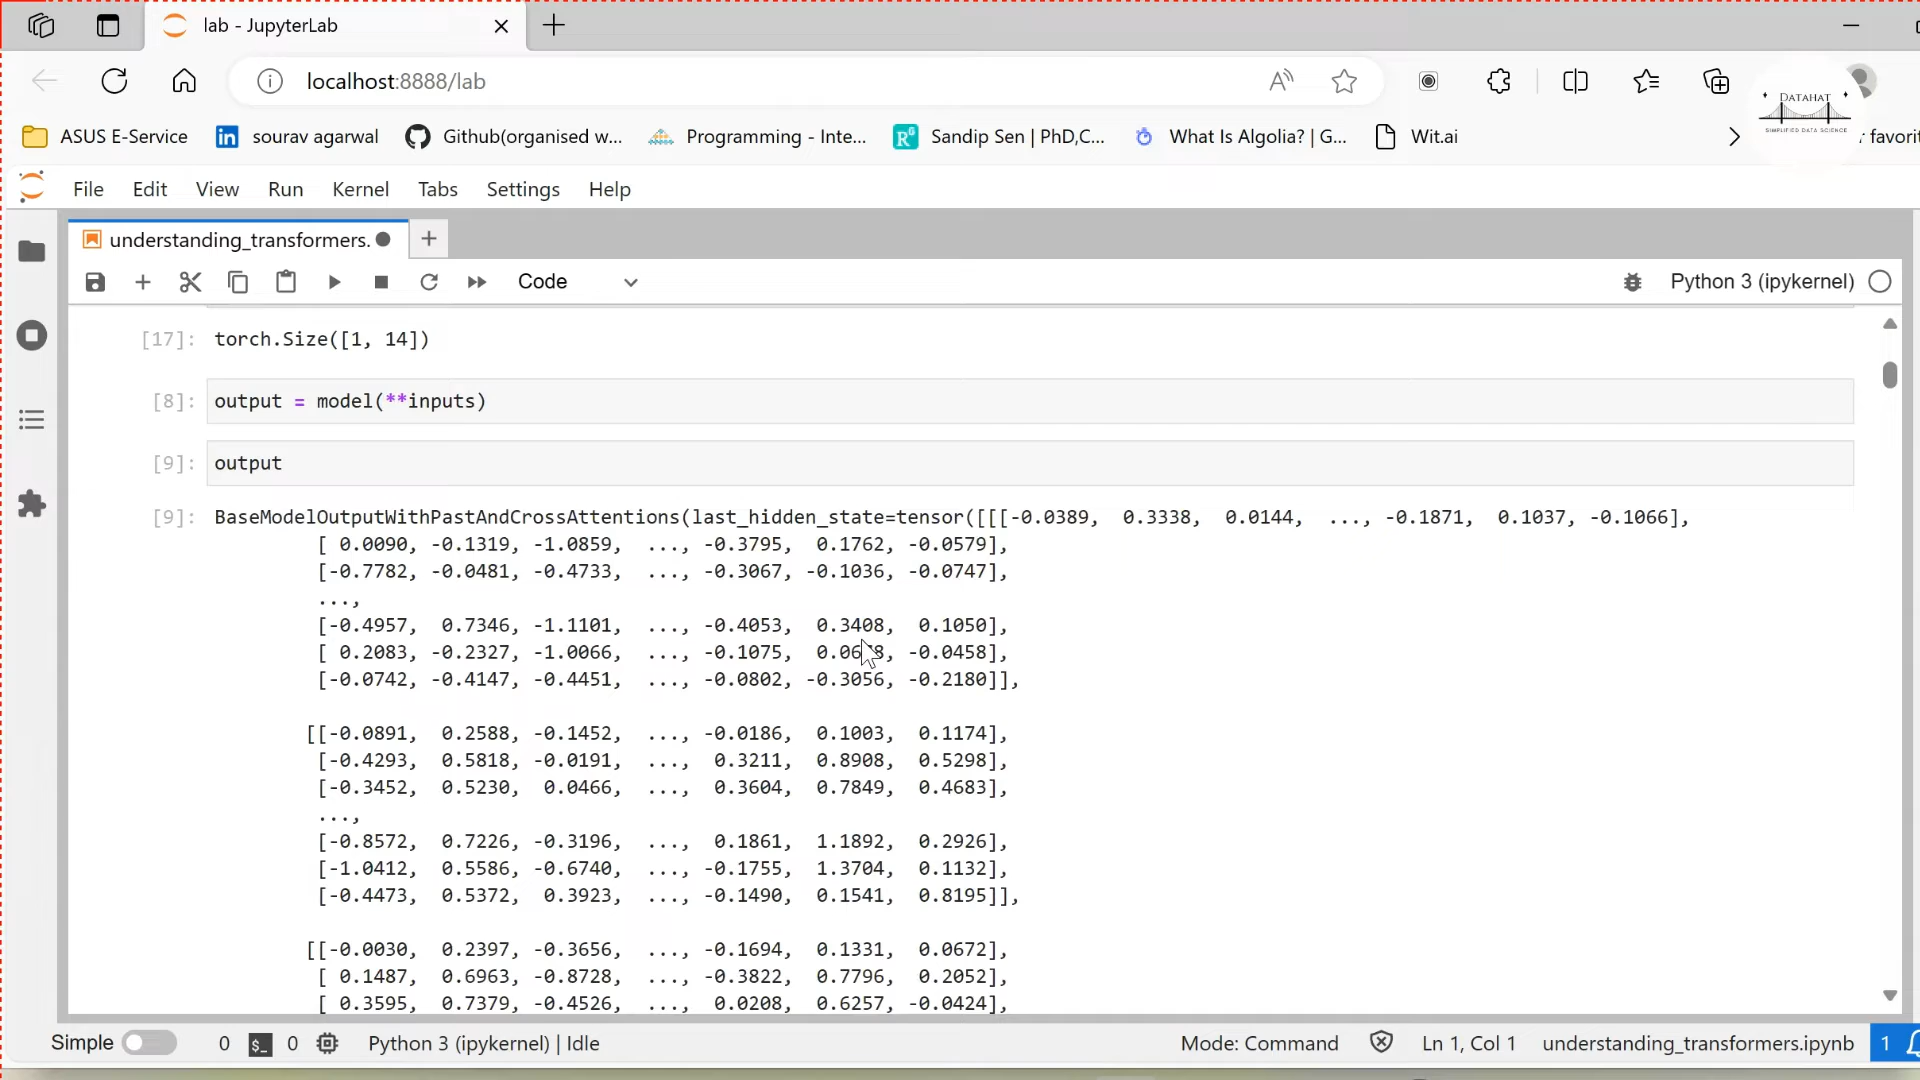 lab - JupyterLab
localhost:8888/lab
ASUS E-Service sourav agarwal Github(organised w... Programming - Inte... Sandip Sen | PhD,C... What Is Algolia? | G... Wit.ai r favorit
DATAHAT
SIMPLIFIED DATA SCIENCE
File Edit View Run Kernel Tabs Settings Help
understanding_transformers.
Code Python 3 (ipykernel)
[17]: torch.Size([1, 14])
[8]: output = model(**inputs)
[9]: output
[9]: BaseModelOutputWithPastAndCrossAttentions(last_hidden_state=tensor([[[-0.0389, 0.3338, 0.0144, ..., -0.1871, 0.1037, -0.1066],
[ 0.0090, -0.1319, -1.0859, ..., -0.3795, 0.1762, -0.0579],
[-0.7782, -0.0481, -0.4733, ..., -0.3067, -0.1036, -0.0747],
...,
[-0.4957, 0.7346, -1.1101, ..., -0.4053, 0.3408, 0.1050],
[ 0.2083, -0.2327, -1.0066, ..., -0.1075, -0.0458],
[-0.0742, -0.4147, -0.4451, ..., -0.0802, -0.3056, -0.2180]],
[[-0.0891, 0.2588, -0.1452, ..., -0.0186, 0.1003, 0.1174],
[-0.4293, 0.5818, -0.0191, ..., 0.3211, 0.8908, 0.5298],
[-0.3452, 0.5230, 0.0466, ..., 0.3604, 0.7849, 0.4683],
...,
[-0.8572, 0.7226, -0.3196, ..., 0.1861, 1.1892, 0.2926],
[-1.0412, 0.5586, -0.6740, ..., -0.1755, 1.3704, 0.1132],
[-0.4473, 0.5372, 0.3923, ..., -0.1490, 0.1541, 0.8195]],
[[-0.0030, 0.2397, -0.3656, ..., -0.1694, 0.1331, 0.0672],
[ 0.1487, 0.6963, -0.8728, ..., -0.3822, 0.7796, 0.2052],
[ 0.3595, 0.7379, -0.4526, ..., 0.0208, 0.6257, -0.0424],
Simple 0 $_ 0 Python 3 (ipykernel) | Idle Mode: Command Ln 1, Col 1 understanding_transformers.ipynb 1